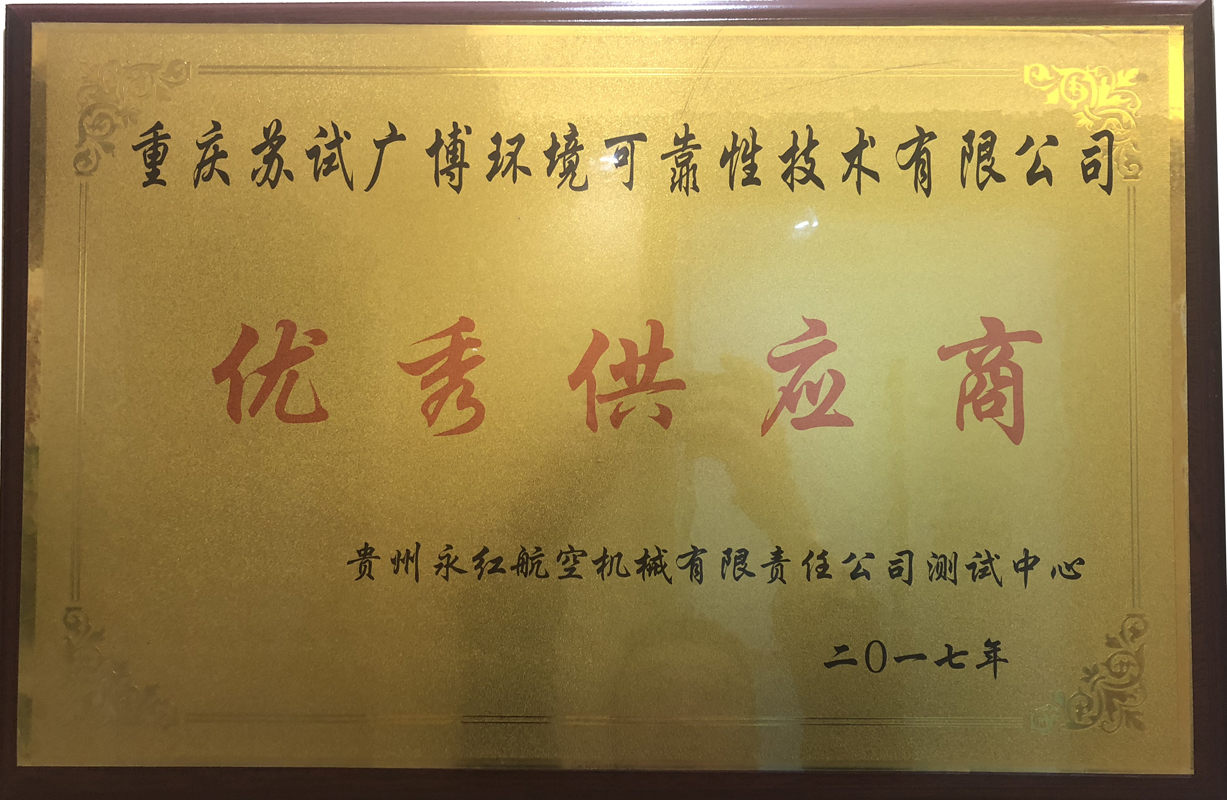 重庆苏试广博环境可靠性技术有限公司
优秀供应商
贵州永红航空机械有限责任公司测试中心
二〇一七年